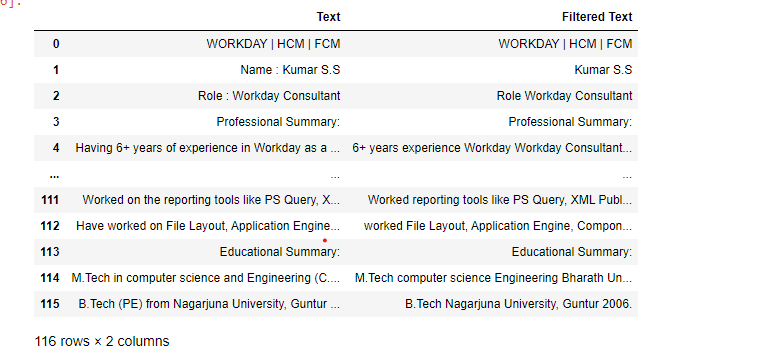 6]:
Text Filtered Text
0 WORKDAY | HCM | FCM WORKDAY | HCM | FCM
1 Name : Kumar S.S Kumar S.S
2 Role : Workday Consultant Role Workday Consultant
3 Professional Summary: Professional Summary:
4 Having 6+ years of experience in Workday as a ... 6+ years experience Workday Workday Consultant...
... ... ...
111 Worked on the reporting tools like PS Query, X... Worked reporting tools like PS Query, XML Publ...
112 Have worked on File Layout, Application Engine... worked File Layout, Application Engine, Compon...
113 Educational Summary: Educational Summary:
114 M.Tech in computer science and Engineering (C.... M.Tech computer science Engineering Bharath Un...
115 B.Tech (PE) from Nagarjuna University, Guntur ... B.Tech Nagarjuna University, Guntur 2006.
116 rows × 2 columns